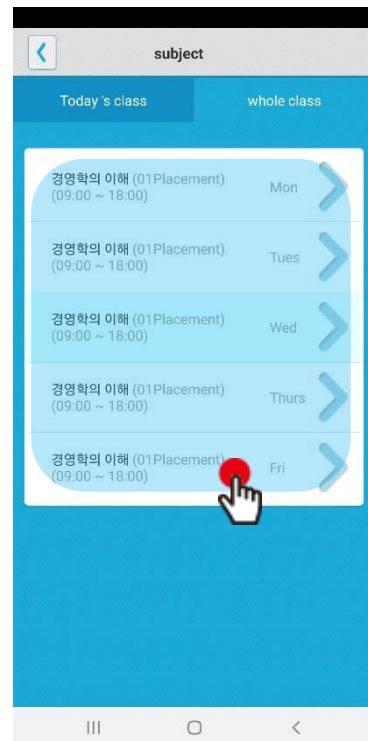 subject
Today 's class
whole class
경영학의 이해 (01Placement)
(09:00 ~ 18:00)
Mon
경영학의 이해 (01Placement)
(09:00 ~ 18:00)
Tues
경영학의 이해 (01Placement)
(09:00 ~ 18:00)
Wed
경영학의 이해 (01Placement)
(09:00 ~ 18:00)
Thurs
경영학의 이해 (01Placement)
(09:00 ~ 18:00)
Fri